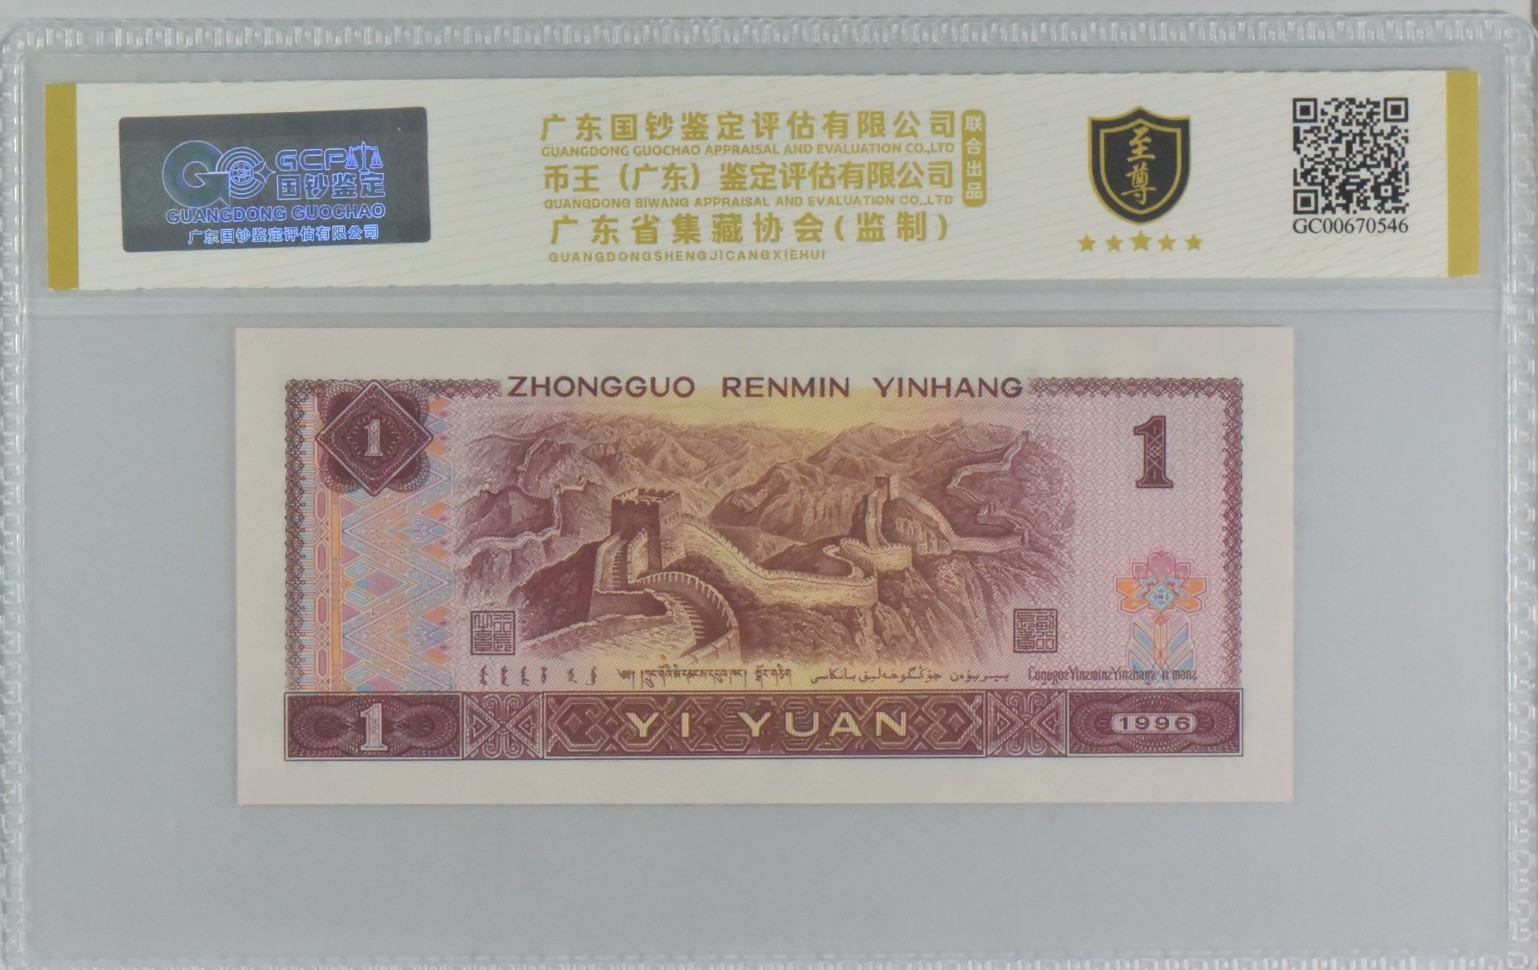 GCP
国钞鉴定
GUANGDONG GUOCHAO
广东国钞鉴定评估有限公司
广东国钞鉴定评估有限公司
GUANGDONG GUOCHAO APPRAISAL AND EVALUATION CO.,LTD
币王（广东）鉴定评估有限公司
GUANGDONG BIWANG APPRAISAL AND EVALUATION CO.,LTD
广东省集藏协会(监制)
GUANGDONGSHENGJICANGXIEHUI
联合出品
至尊
GC00670546
ZHONGGUO RENMIN YINHANG
1
1
1
YI YUAN
1996